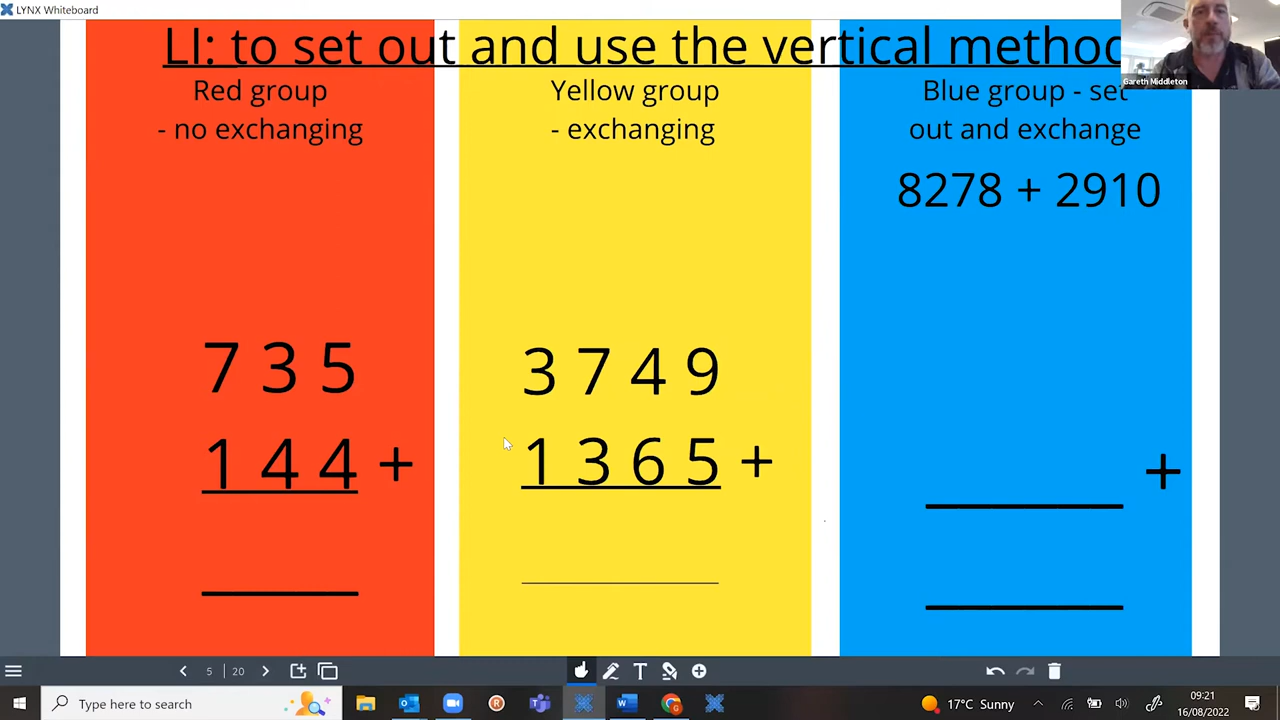 LYNX Whiteboard
LI: to set out and use the vertical method
Gareth Middleton
Red group
- no exchanging
7 3 5
1 4 4 +
Yellow group
- exchanging
3 7 4 9
1 3 6 5 +
Blue group - set
out and exchange
8278 + 2910
+
5 20
Type here to search
17°C Sunny
09:21
16/08/2022